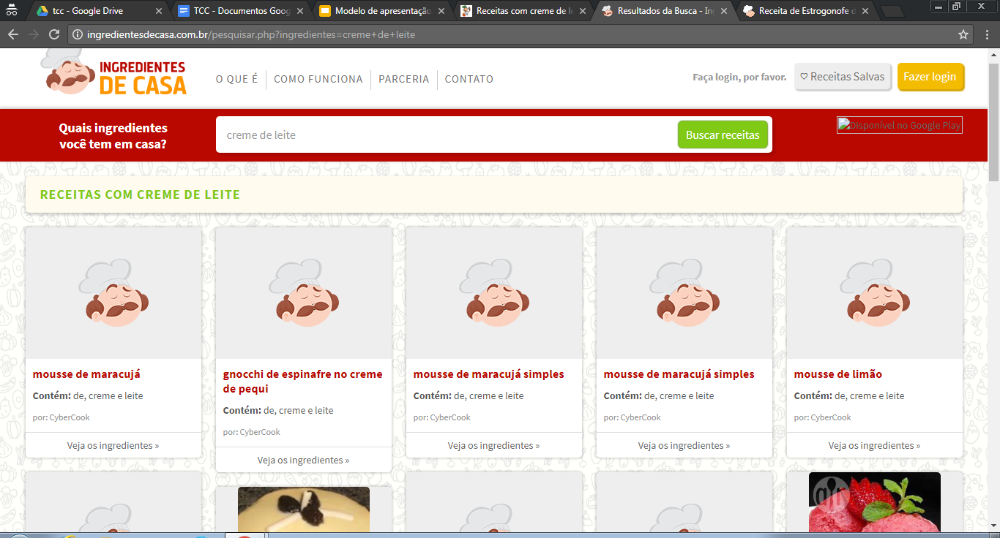 tcc - Google Drive
TCC - Documentos Goog
Modelo de apresentação
Receitas com creme de le
Resultados da Busca - In
Receita de Estrogonofe d
ingredientesdecasa.com.br/pesquisar.php?ingredientes=creme+de+leite
INGREDIENTES
DE CASA
O QUE É
COMO FUNCIONA
PARCERIA
CONTATO
Faça login, por favor.
Receitas Salvas
Fazer login
Quais ingredientes
você tem em casa?
creme de leite
Buscar receitas
Disponível no Google Play
RECEITAS COM CREME DE LEITE
mousse de maracujá
Contém: de, creme e leite
por: CyberCook
Veja os ingredientes »
gnocchi de espinafre no creme
de pequi
Contém: de, creme e leite
por: CyberCook
Veja os ingredientes »
mousse de maracujá simples
Contém: de, creme e leite
por: CyberCook
Veja os ingredientes »
mousse de maracujá simples
Contém: de, creme e leite
por: CyberCook
Veja os ingredientes »
mousse de limão
Contém: de, creme e leite
por: CyberCook
Veja os ingredientes »